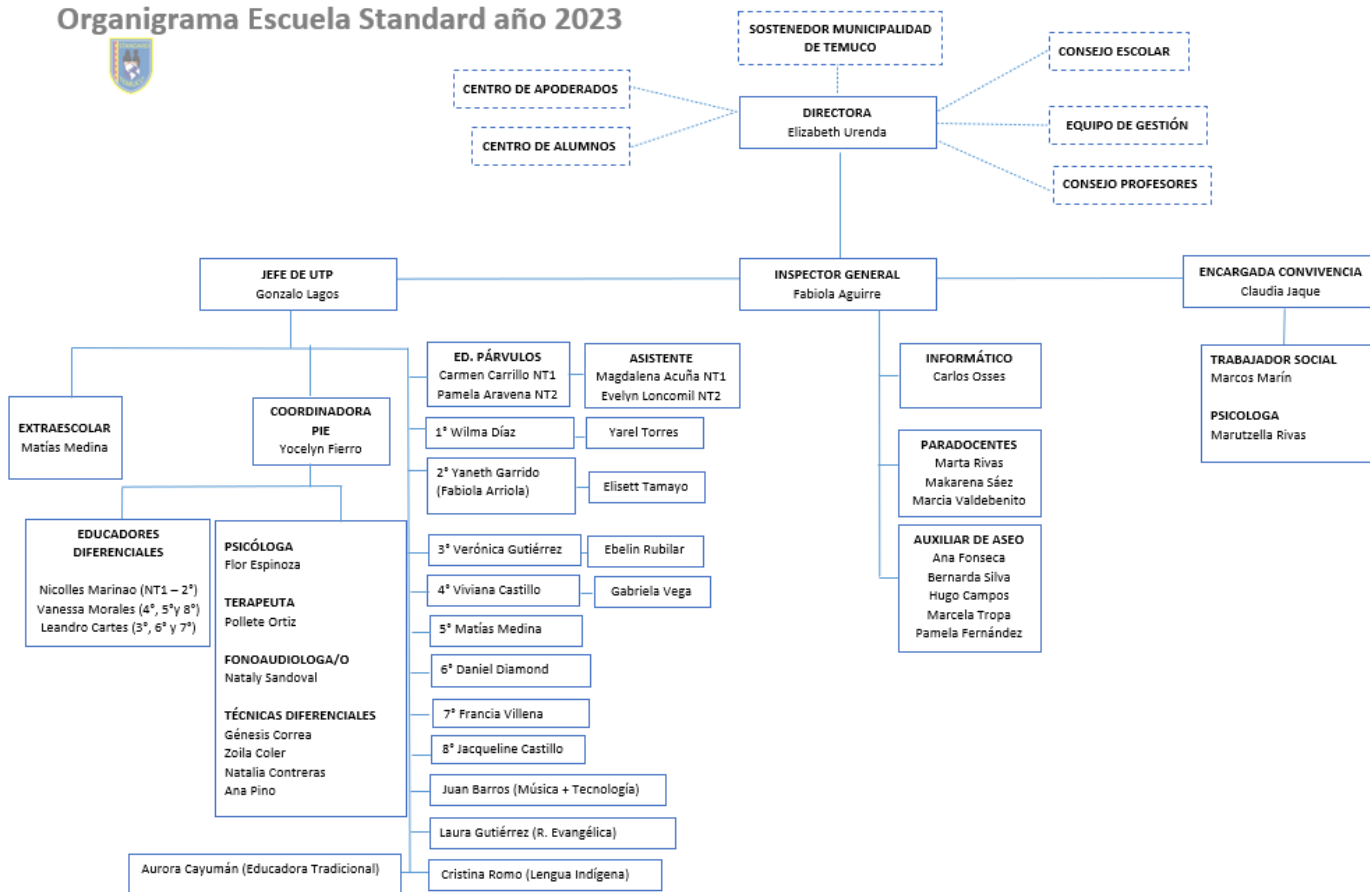 Organigrama Escuela Standard año 2023
SOSTENEDOR MUNICIPALIDAD
DE TEMUCO
CONSEJO ESCOLAR
CENTRO DE APODERADOS
DIRECTORA
Elizabeth Urenda
EQUIPO DE GESTIÓN
CENTRO DE ALUMNOS
CONSEJO PROFESORES
JEFE DE UTP
Gonzalo Lagos
INSPECTOR GENERAL
Fabiola Aguirre
ENCARGADA CONVIVENCIA
Claudia Jaque
EXTRAESCOLAR
Matías Medina
COORDINADORA
PIE
Yocelyn Fierro
EDUCADORES
DIFERENCIALES
Nicolles Marinao (NT1 – 2°)
Vanessa Morales (4°, 5°y 8°)
Leandro Cartes (3°, 6° y 7°)
PSICÓLOGA
Flor Espinoza
TERAPEUTA
Pollete Ortiz
FONOAUDIOLOGA/O
Nataly Sandoval
TÉCNICAS DIFERENCIALES
Génesis Correa
Zoila Coler
Natalia Contreras
Ana Pino
ED. PÁRVULOS
Carmen Carrillo NT1
Pamela Aravena NT2
ASISTENTE
Magdalena Acuña NT1
Evelyn Loncomil NT2
1° Wilma Díaz
Yarel Torres
2° Yaneth Garrido
(Fabiola Arriola)
Elisett Tamayo
3° Verónica Gutiérrez
Ebelin Rubilar
4° Viviana Castillo
Gabriela Vega
5° Matías Medina
6° Daniel Diamond
7° Francia Villena
8° Jacqueline Castillo
Juan Barros (Música + Tecnología)
Laura Gutiérrez (R. Evangélica)
Aurora Cayumán (Educadora Tradicional)
Cristina Romo (Lengua Indígena)
INFORMÁTICO
Carlos Osses
PARADOCENTES
Marta Rivas
Makarena Sáez
Marcia Valdebenito
AUXILIAR DE ASEO
Ana Fonseca
Bernarda Silva
Hugo Campos
Marcela Tropa
Pamela Fernández
TRABAJADOR SOCIAL
Marcos Marín
PSICOLOGA
Marutzella Rivas